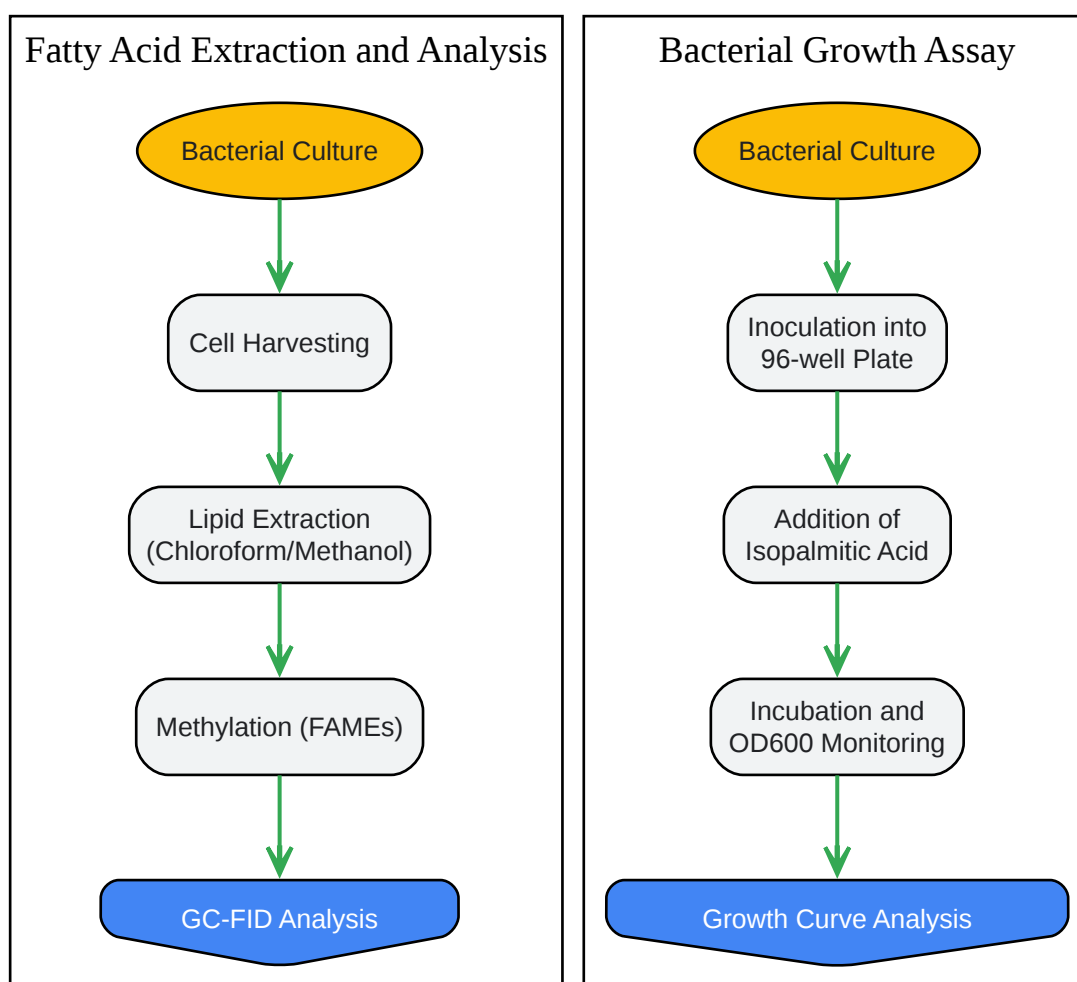 Fatty Acid Extraction and Analysis
Bacterial Culture
Cell Harvesting
Lipid Extraction
(Chloroform/Methanol)
Methylation (FAMEs)
GC-FID Analysis
Bacterial Growth Assay
Bacterial Culture
Inoculation into
96-well Plate
Addition of
Isopalmitic Acid
Incubation and
OD600 Monitoring
Growth Curve Analysis